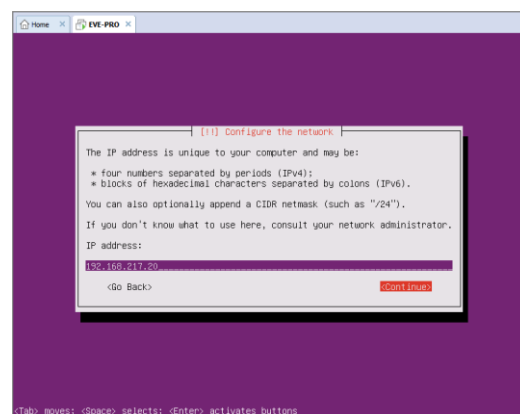 Home × EVE-PRO ×
[!!] Configure the network
The IP address is unique to your computer and may be:
* four numbers separated by periods (IPv4);
* blocks of hexadecimal characters separated by colons (IPv6).
You can also optionally append a CIDR netmask (such as "/24").
If you don't know what to use here, consult your network administrator.
IP address:
192.168.217.20
<Go Back> <Continue>
<Tab> moves; <Space> selects; <Enter> activates buttons